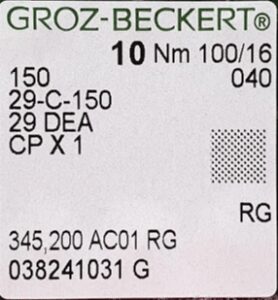 GROZ-BECKERT®
10 Nm 100/16
150 040
29-C-150
29 DEA
CP X 1
RG
345,200 AC01 RG
038241031 G